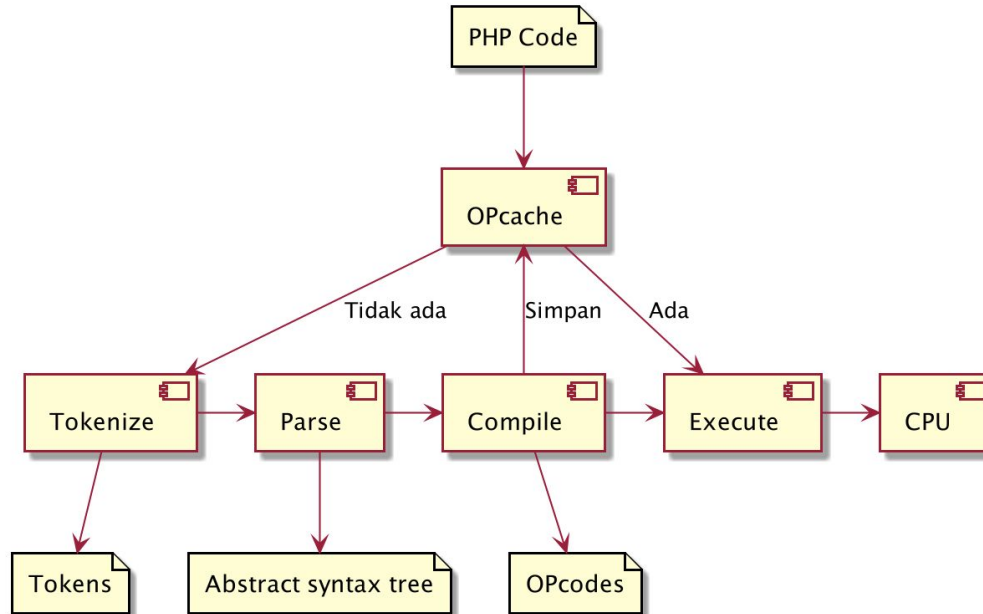 PHP Code
OPcache
Tidak ada
Simpan
Ada
Tokenize
Parse
Compile
Execute
CPU
Tokens
Abstract syntax tree
OPcodes